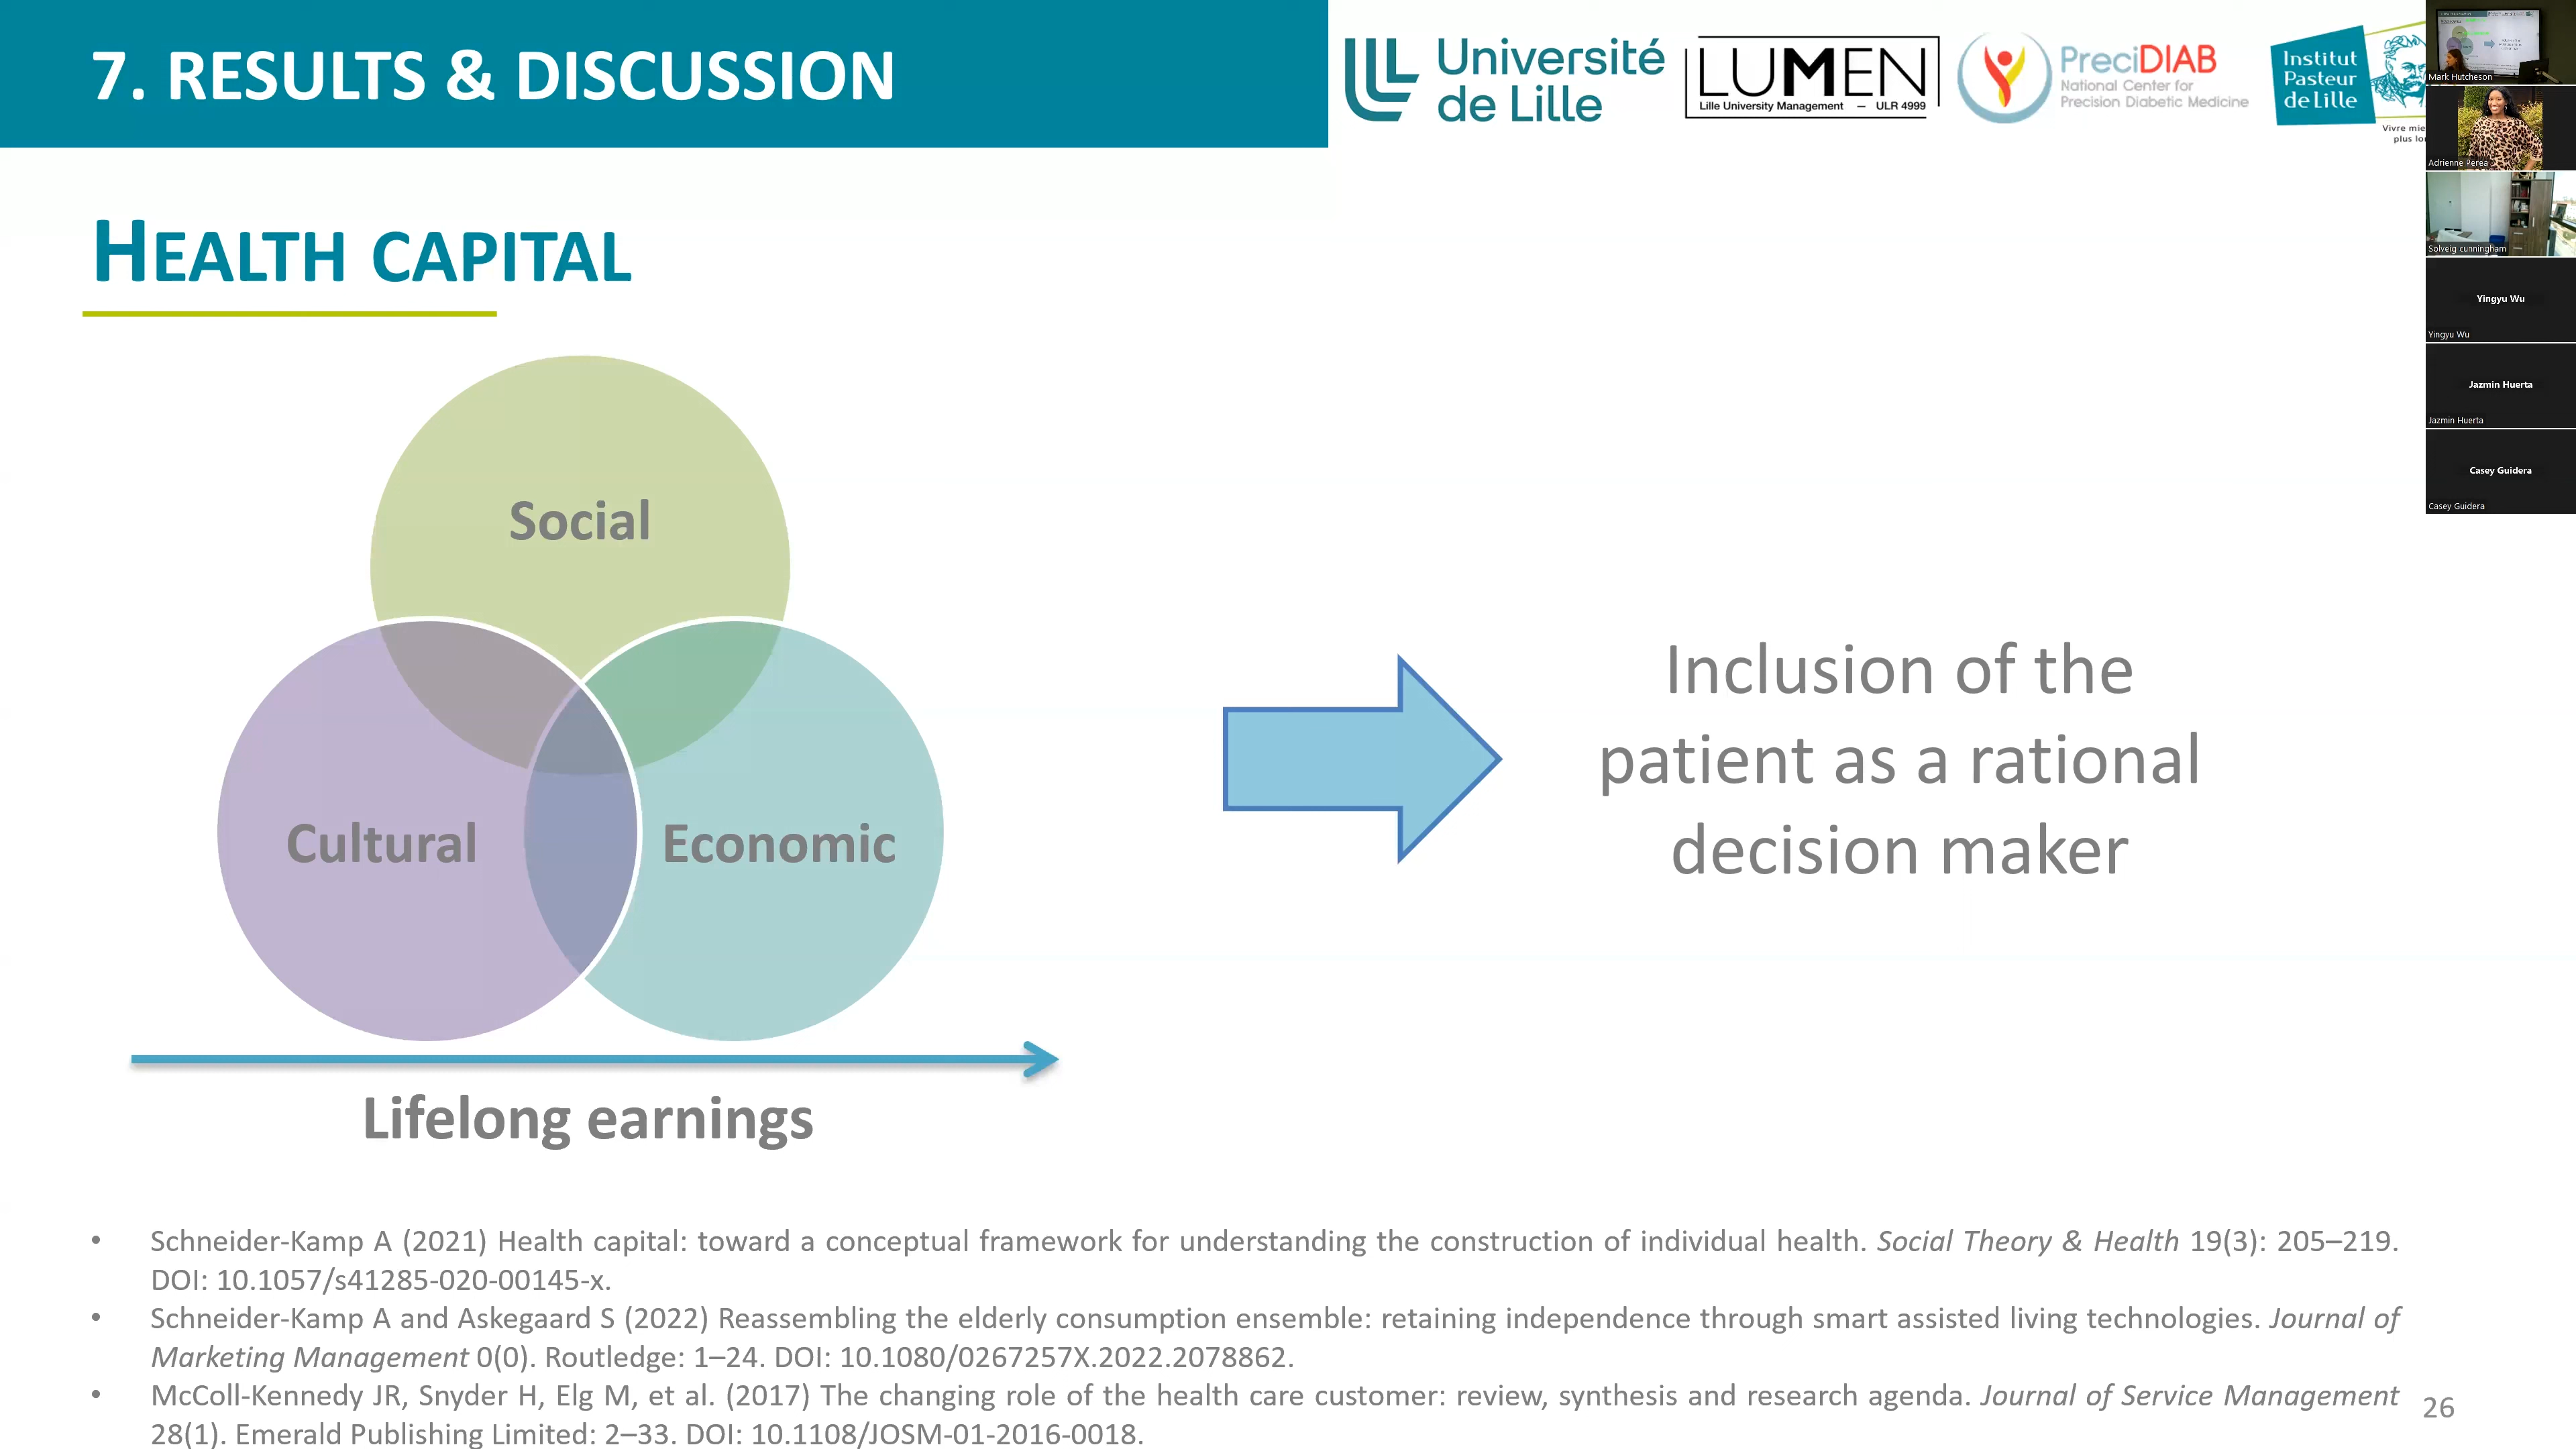 7. RESULTS & DISCUSSION
Université
de Lille
LUMEN
Lille University Management — ULR 4999
PreciDIAB
National Center for
Precision Diabetic Medicine
Institut
Pasteur
de Lille
Vivre mie
plus lo
HEALTH CAPITAL
Social
Cultural
Economic
Lifelong earnings
Inclusion of the
patient as a rational
decision maker
• Schneider-Kamp A (2021) Health capital: toward a conceptual framework for understanding the construction of individual health. Social Theory & Health 19(3): 205–219.
DOI: 10.1057/s41285-020-00145-x.
• Schneider-Kamp A and Askegaard S (2022) Reassembling the elderly consumption ensemble: retaining independence through smart assisted living technologies. Journal of
Marketing Management 0(0). Routledge: 1–24. DOI: 10.1080/0267257X.2022.2078862.
• McColl-Kennedy JR, Snyder H, Elg M, et al. (2017) The changing role of the health care customer: review, synthesis and research agenda. Journal of Service Management
28(1). Emerald Publishing Limited: 2–33. DOI: 10.1108/JOSM-01-2016-0018.
26
Mark Hutcheson
Adrienne Perea
Solveig cunningham
Yingyu Wu
Yingyu Wu
Jazmin Huerta
Jazmin Huerta
Casey Guidera
Casey Guidera